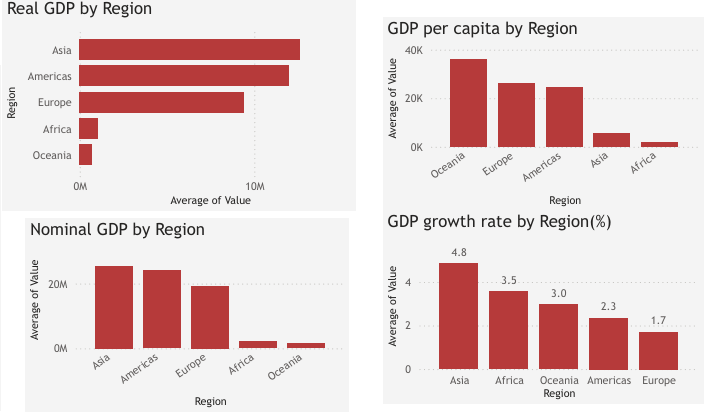 Real GDP by Region
Region
Asia
Americas
Europe
Africa
Oceania
0M
10M
Average of Value
GDP per capita by Region
Average of Value
40K
20K
0K
Oceania
Europe
Americas
Asia
Africa
Region
Nominal GDP by Region
Average of Value
20M
0M
Asia
Americas
Europe
Africa
Oceania
Region
GDP growth rate by Region(%)
Average of Value
4
2
0
4.8
3.5
3.0
2.3
1.7
Asia
Africa
Oceania
Americas
Europe
Region